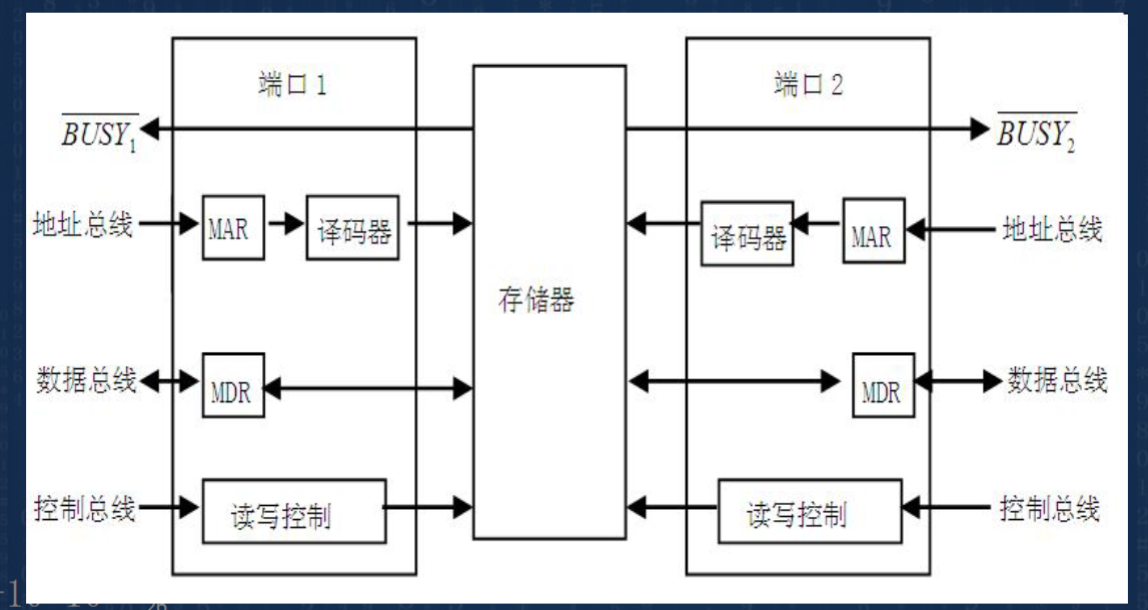 端口1
端口2
$\overline{BUSY_1}$
$\overline{BUSY_2}$
地址总线
MAR
译码器
译码器
MAR
地址总线
存储器
数据总线
MDR
MDR
数据总线
控制总线
读写控制
读写控制
控制总线